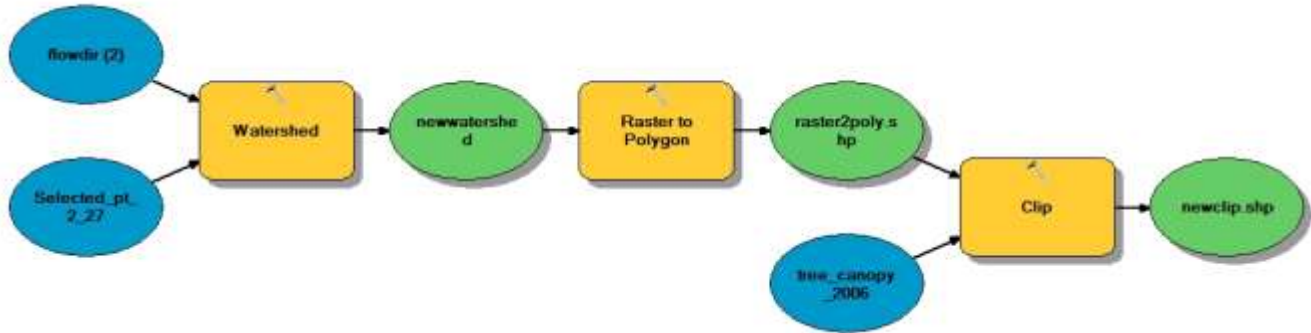 flowdir (2)
Watershed
newwatershe
d
Raster to
Polygon
raster2poly.s
hp
Selected_pt_
2_27
Clip
newclip.shp
tree_canopy
_2006